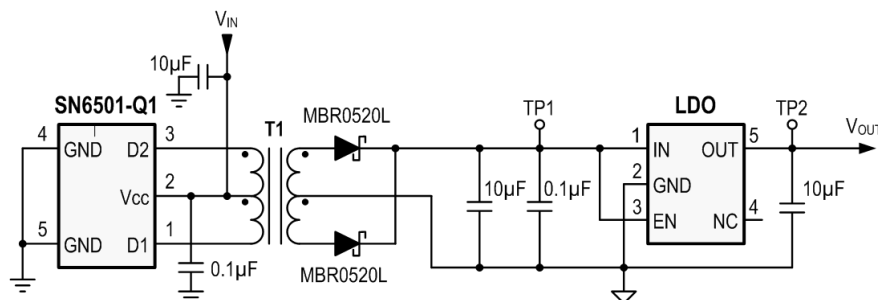 VIN
10µF
SN6501-Q1
T1
MBR0520L
TP1
LDO
TP2
4 GND D2 3
1 IN OUT 5
VOUT
VCC 2
2 GND
10µF 0.1µF
10µF
5 GND D1 1
3 EN NC 4
0.1µF
MBR0520L